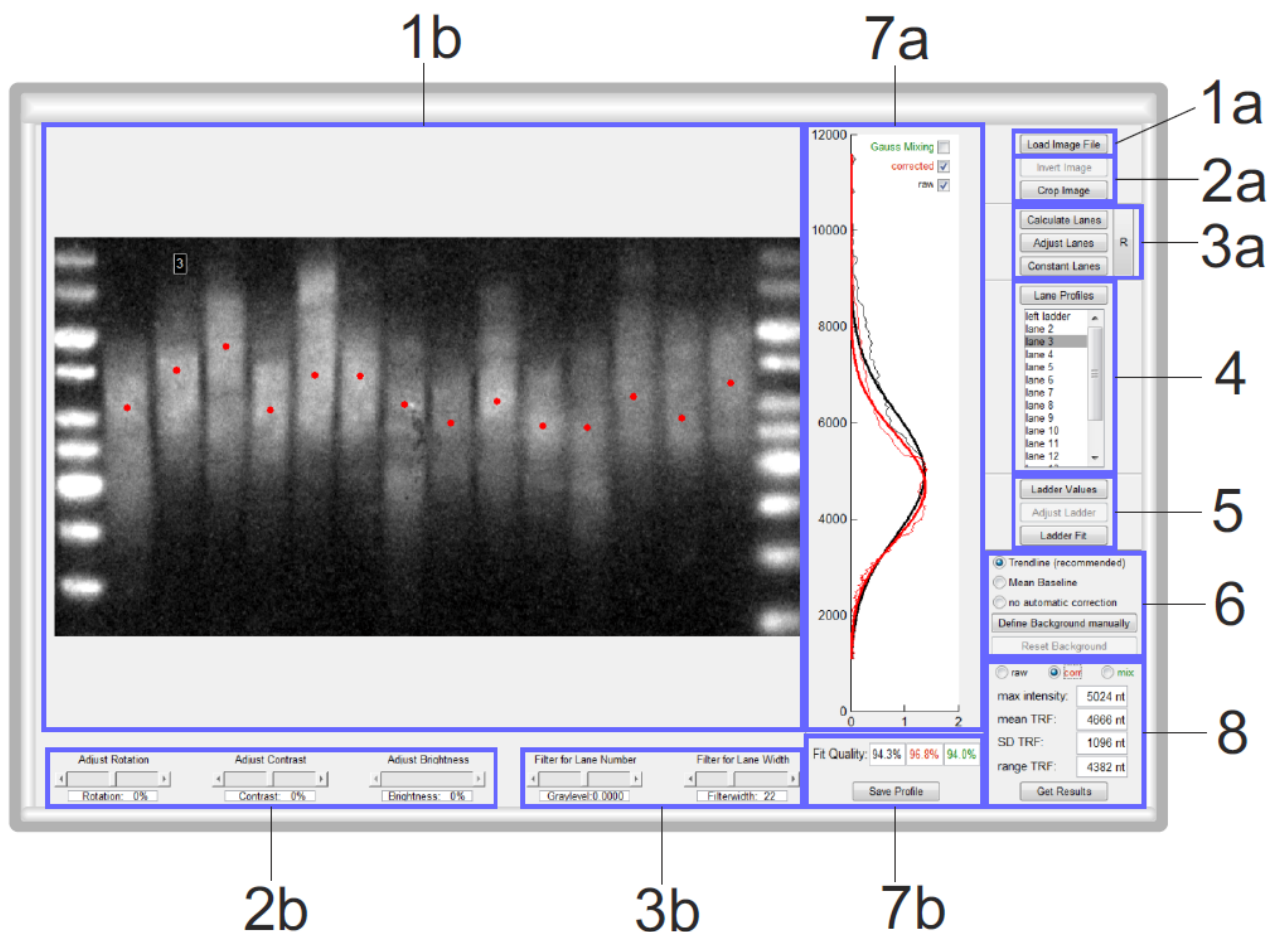 1b
7a
1a
2a
3a
4
5
6
8
2b
3b
7b
3
12000
10000
8000
6000
4000
2000
0
0 1 2
Gauss Mixing
corrected
raw
Load Image File
Invert Image
Crop Image
Calculate Lanes
Adjust Lanes
Constant Lanes
R
Lane Profiles
left ladder
lane 2
lane 3
lane 4
lane 5
lane 6
lane 7
lane 8
lane 9
lane 10
lane 11
lane 12
Ladder Values
Adjust Ladder
Ladder Fit
Trendline (recommended)
Mean Baseline
no automatic correction
Define Background manually
Reset Background
raw corr mix
max intensity: 5024 nt
mean TRF: 4666 nt
SD TRF: 1096 nt
range TRF: 4382 nt
Get Results
Adjust Rotation
Rotation: 0%
Adjust Contrast
Contrast: 0%
Adjust Brightness
Brightness: 0%
Filter for Lane Number
Graylevel:0.0000
Filter for Lane Width
Filterwidth: 22
Fit Quality: 94.3% 96.8% 94.0%
Save Profile